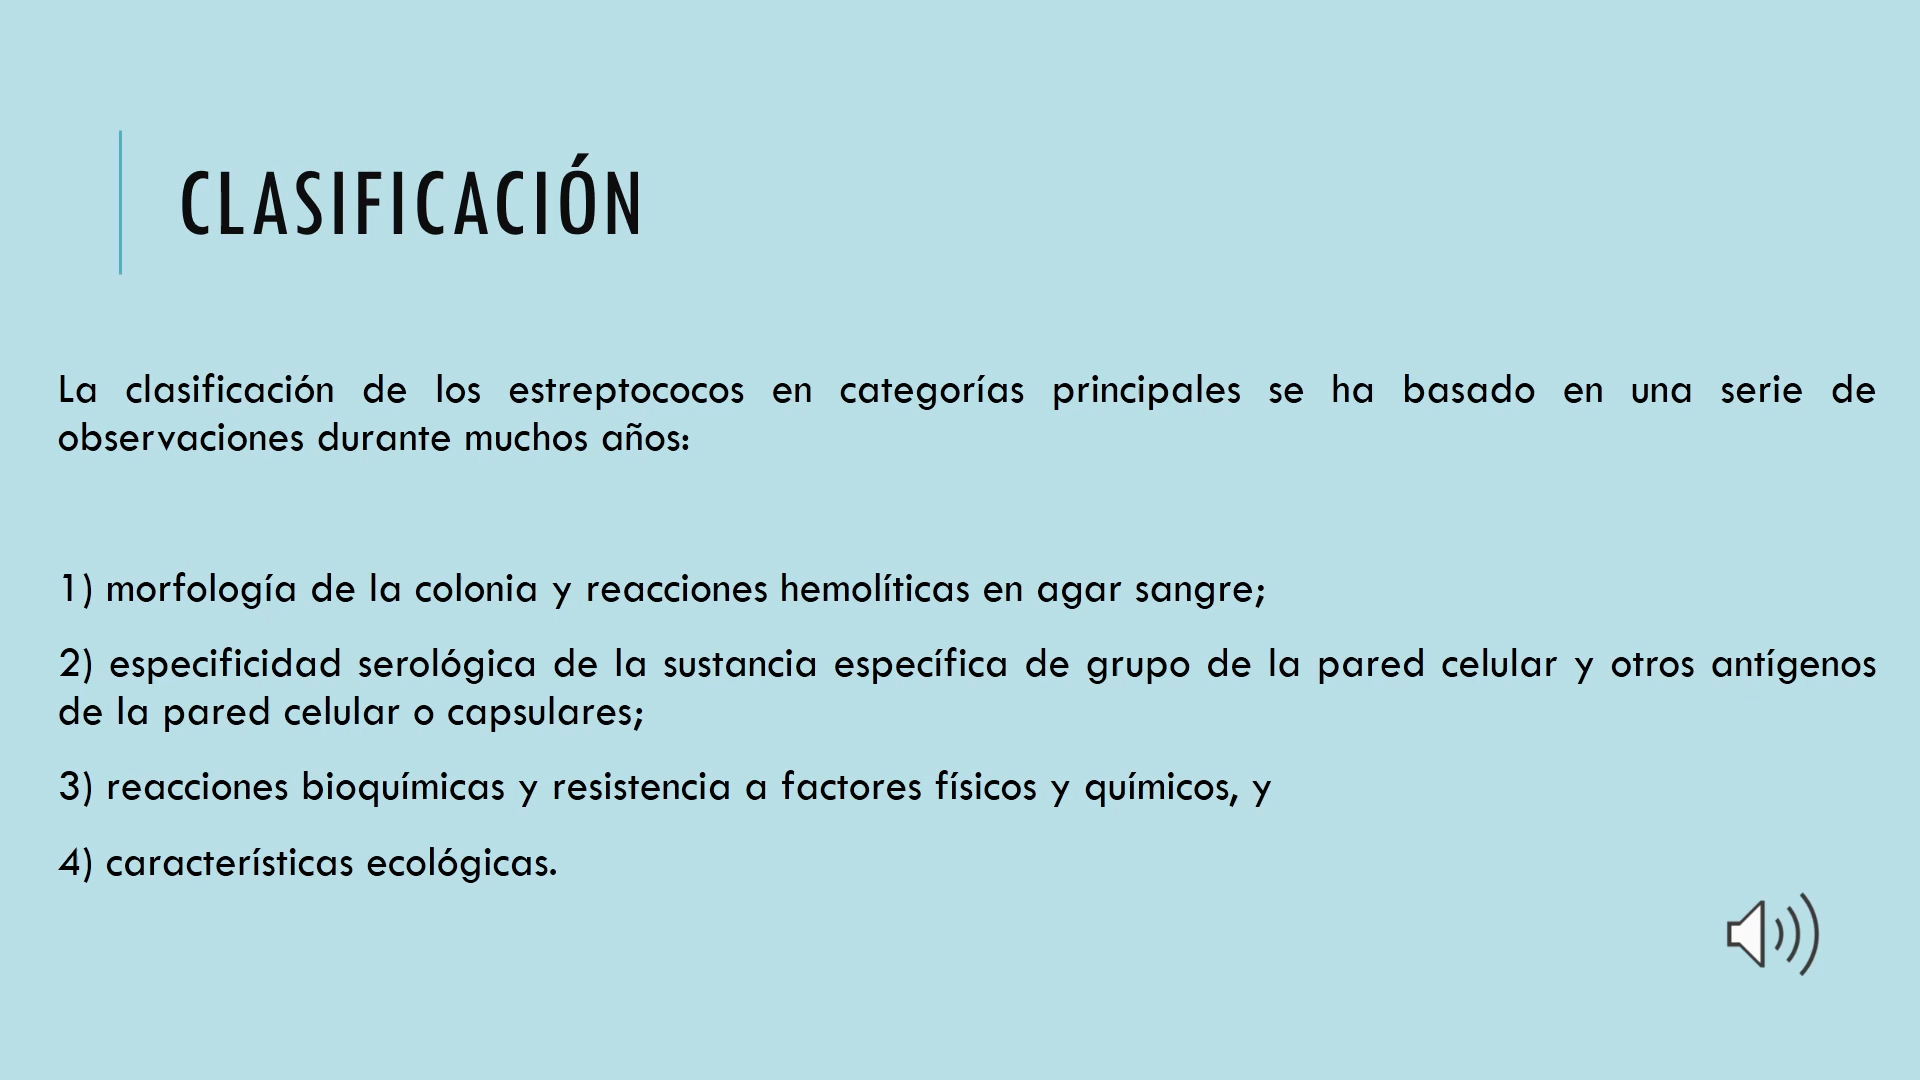 CLASIFICACIÓN
La clasificación de los estreptococos en categorías principales se ha basado en una serie de
observaciones durante muchos años:
1) morfología de la colonia y reacciones hemolíticas en agar sangre;
2) especificidad serológica de la sustancia específica de grupo de la pared celular y otros antígenos
de la pared celular o capsulares;
3) reacciones bioquímicas y resistencia a factores físicos y químicos, y
4) características ecológicas.